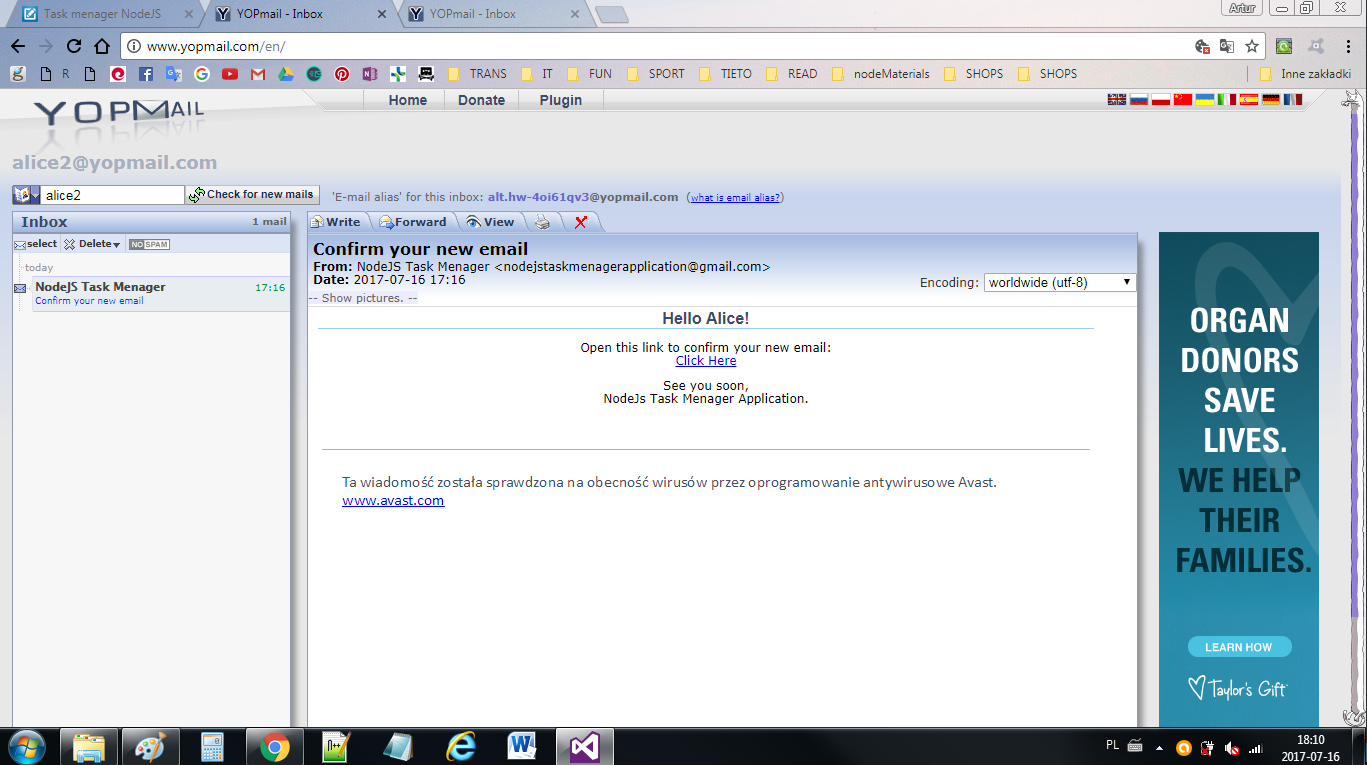 Task menager NodeJS
YOPmail - Inbox
YOPmail - Inbox
Artur
www.yopmail.com/en/
R
TRANS
IT
FUN
SPORT
TIETO
READ
nodeMaterials
SHOPS
SHOPS
Inne zakładki
YOPMAIL
Home
Donate
Plugin
alice2@yopmail.com
alice2
Check for new mails
'E-mail alias' for this inbox: alt.hw-4oi61qv3@yopmail.com (what is email alias?)
Inbox
1 mail
select
Delete
NO SPAM
today
NodeJS Task Menager
17:16
Confirm your new email
Write
Forward
View
Confirm your new email
From: NodeJS Task Menager <nodejstaskmenagerapplication@gmail.com>
Date: 2017-07-16 17:16
Encoding: worldwide (utf-8)
-- Show pictures. --
Hello Alice!
Open this link to confirm your new email:
Click Here
See you soon,
NodeJs Task Menager Application.
Ta wiadomość została sprawdzona na obecność wirusów przez oprogramowanie antywirusowe Avast.
www.avast.com
ORGAN
DONORS
SAVE
LIVES.
WE HELP
THEIR
FAMILIES.
LEARN HOW
Taylor's Gift
PL
18:10
2017-07-16